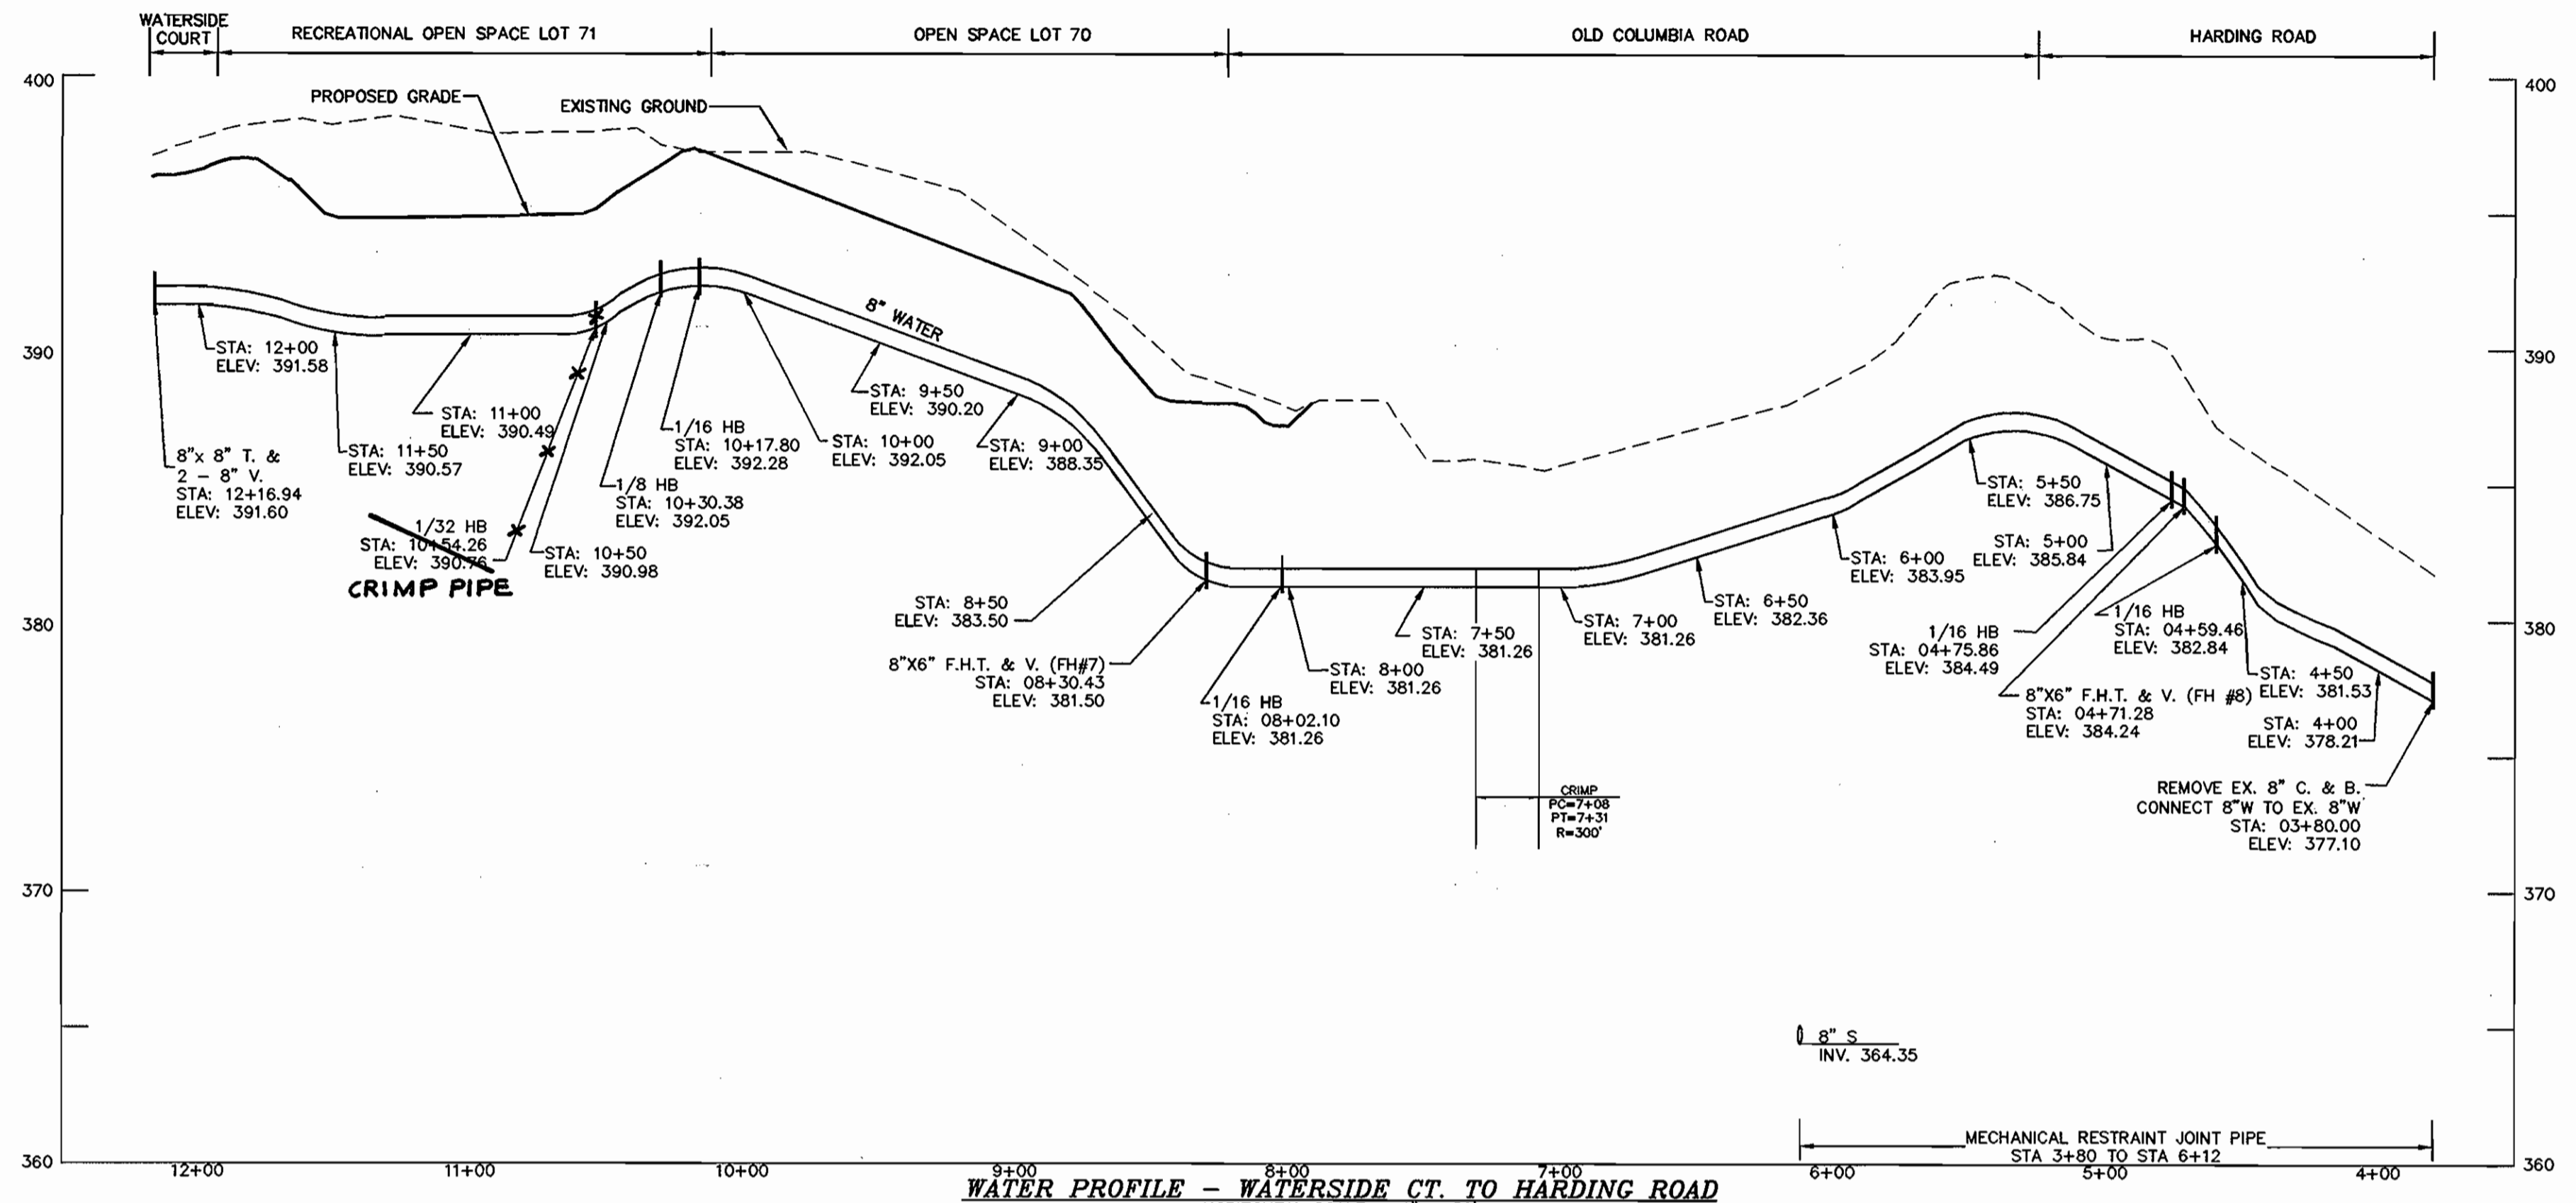 WATERSIDE
COURT
RECREATIONAL OPEN SPACE LOT 71
OPEN SPACE LOT 70
OLD COLUMBIA ROAD
HARDING ROAD
400
400
PROPOSED GRADE
EXISTING GROUND
8" WATER
390
390
STA: 12+00
ELEV: 391.58
STA: 11+00
ELEV: 390.49
STA: 11+50
ELEV: 390.57
8"x 8" T. &
2 - 8" V.
STA: 12+16.94
ELEV: 391.60
1/32 HB
STA: 10+54.26
ELEV: 390.76
CRIMP PIPE
STA: 10+50
ELEV: 390.98
1/8 HB
STA: 10+30.38
ELEV: 392.05
1/16 HB
STA: 10+17.80
ELEV: 392.28
STA: 10+00
ELEV: 392.05
STA: 9+50
ELEV: 390.20
STA: 9+00
ELEV: 388.35
STA: 8+50
ELEV: 383.50
8"X6" F.H.T. & V. (FH#7)
STA: 08+30.43
ELEV: 381.50
1/16 HB
STA: 08+02.10
ELEV: 381.26
STA: 8+00
ELEV: 381.26
STA: 7+50
ELEV: 381.26
CRIMP
PC=7+08
PT=7+31
R=300'
STA: 7+00
ELEV: 381.26
STA: 6+50
ELEV: 382.36
STA: 6+00
ELEV: 383.95
STA: 5+50
ELEV: 386.75
STA: 5+00
ELEV: 385.84
1/16 HB
STA: 04+75.86
ELEV: 384.49
1/16 HB
STA: 04+59.46
ELEV: 382.84
8"X6" F.H.T. & V. (FH #8)
STA: 04+71.28
ELEV: 384.24
STA: 4+50
ELEV: 381.53
STA: 4+00
ELEV: 378.21
REMOVE EX. 8" C. & B.
CONNECT 8"W TO EX. 8"W
STA: 03+80.00
ELEV: 377.10
380
380
370
370
8" S
INV. 364.35
MECHANICAL RESTRAINT JOINT PIPE
STA 3+80 TO STA 6+12
360
360
12+00
11+00
10+00
9+00
8+00
7+00
6+00
5+00
4+00
WATER PROFILE - WATERSIDE CT. TO HARDING ROAD